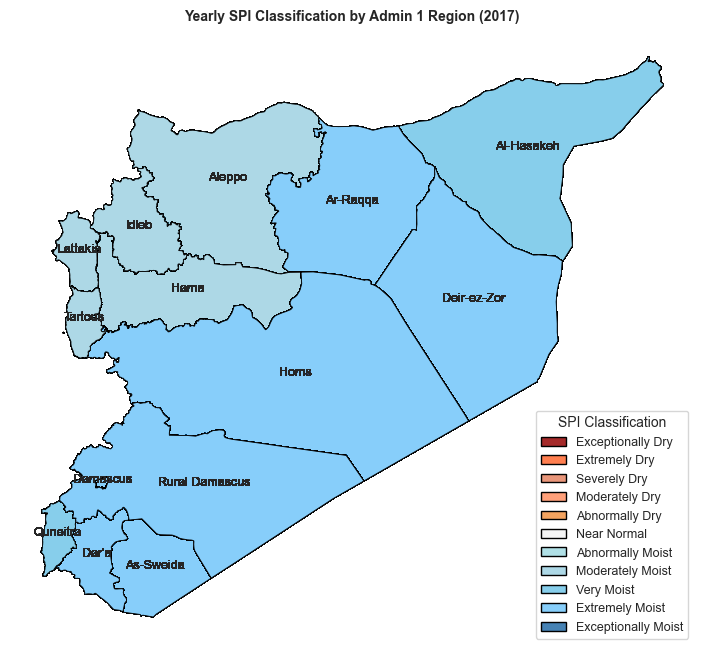 Yearly SPI Classification by Admin 1 Region (2017)
Al-Hasakeh
Aleppo
Ar-Raqqa
Idleb
Lattakia
Hama
Deir-ez-Zor
Tartous
Homs
Damascus
Rural Damascus
Quneitra
Dar'a
As-Sweida
SPI Classification
Exceptionally Dry
Extremely Dry
Severely Dry
Moderately Dry
Abnormally Dry
Near Normal
Abnormally Moist
Moderately Moist
Very Moist
Extremely Moist
Exceptionally Moist